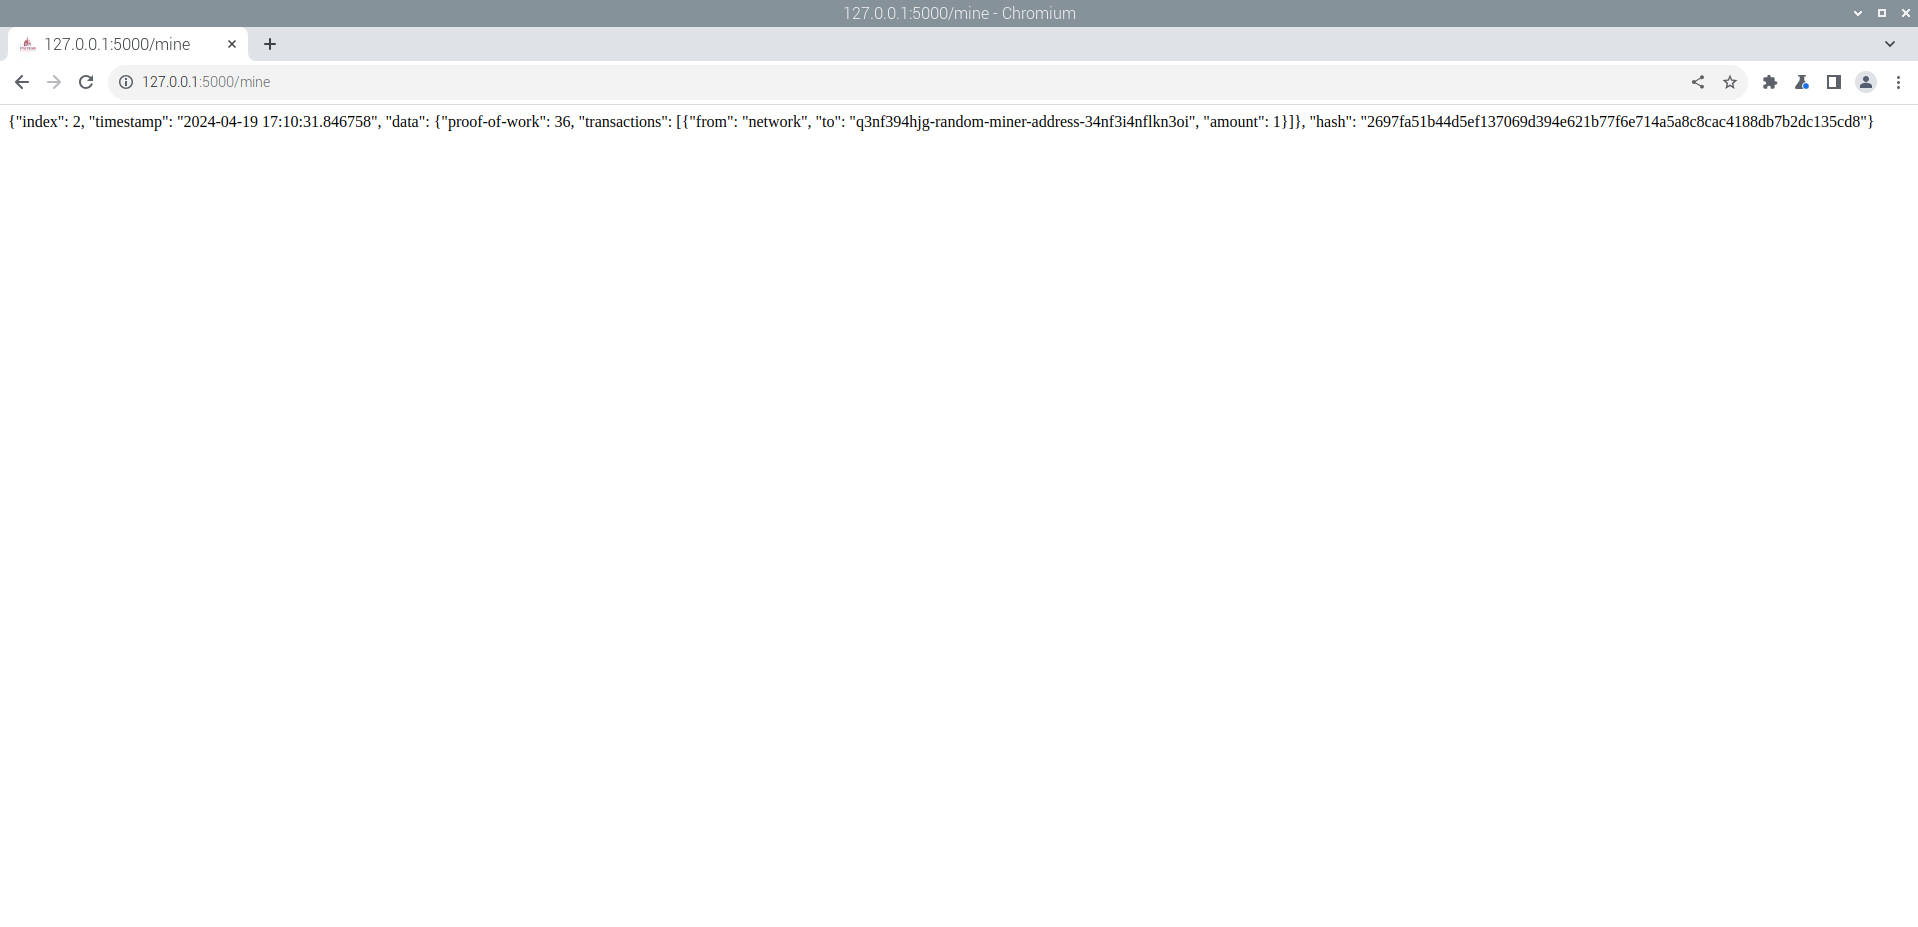 127.0.0.1:5000/mine - Chromium
127.0.0.1:5000/mine
127.0.0.1:5000/mine
{"index": 2, "timestamp": "2024-04-19 17:10:31.846758", "data": {"proof-of-work": 36, "transactions": [{"from": "network", "to": "q3nf394hjg-random-miner-address-34nf3i4nflkn3oi", "amount": 1}]}, "hash": "2697fa51b44d5ef137069d394e621b77f6e714a5a8c8cac4188db7b2dc135cd8"}